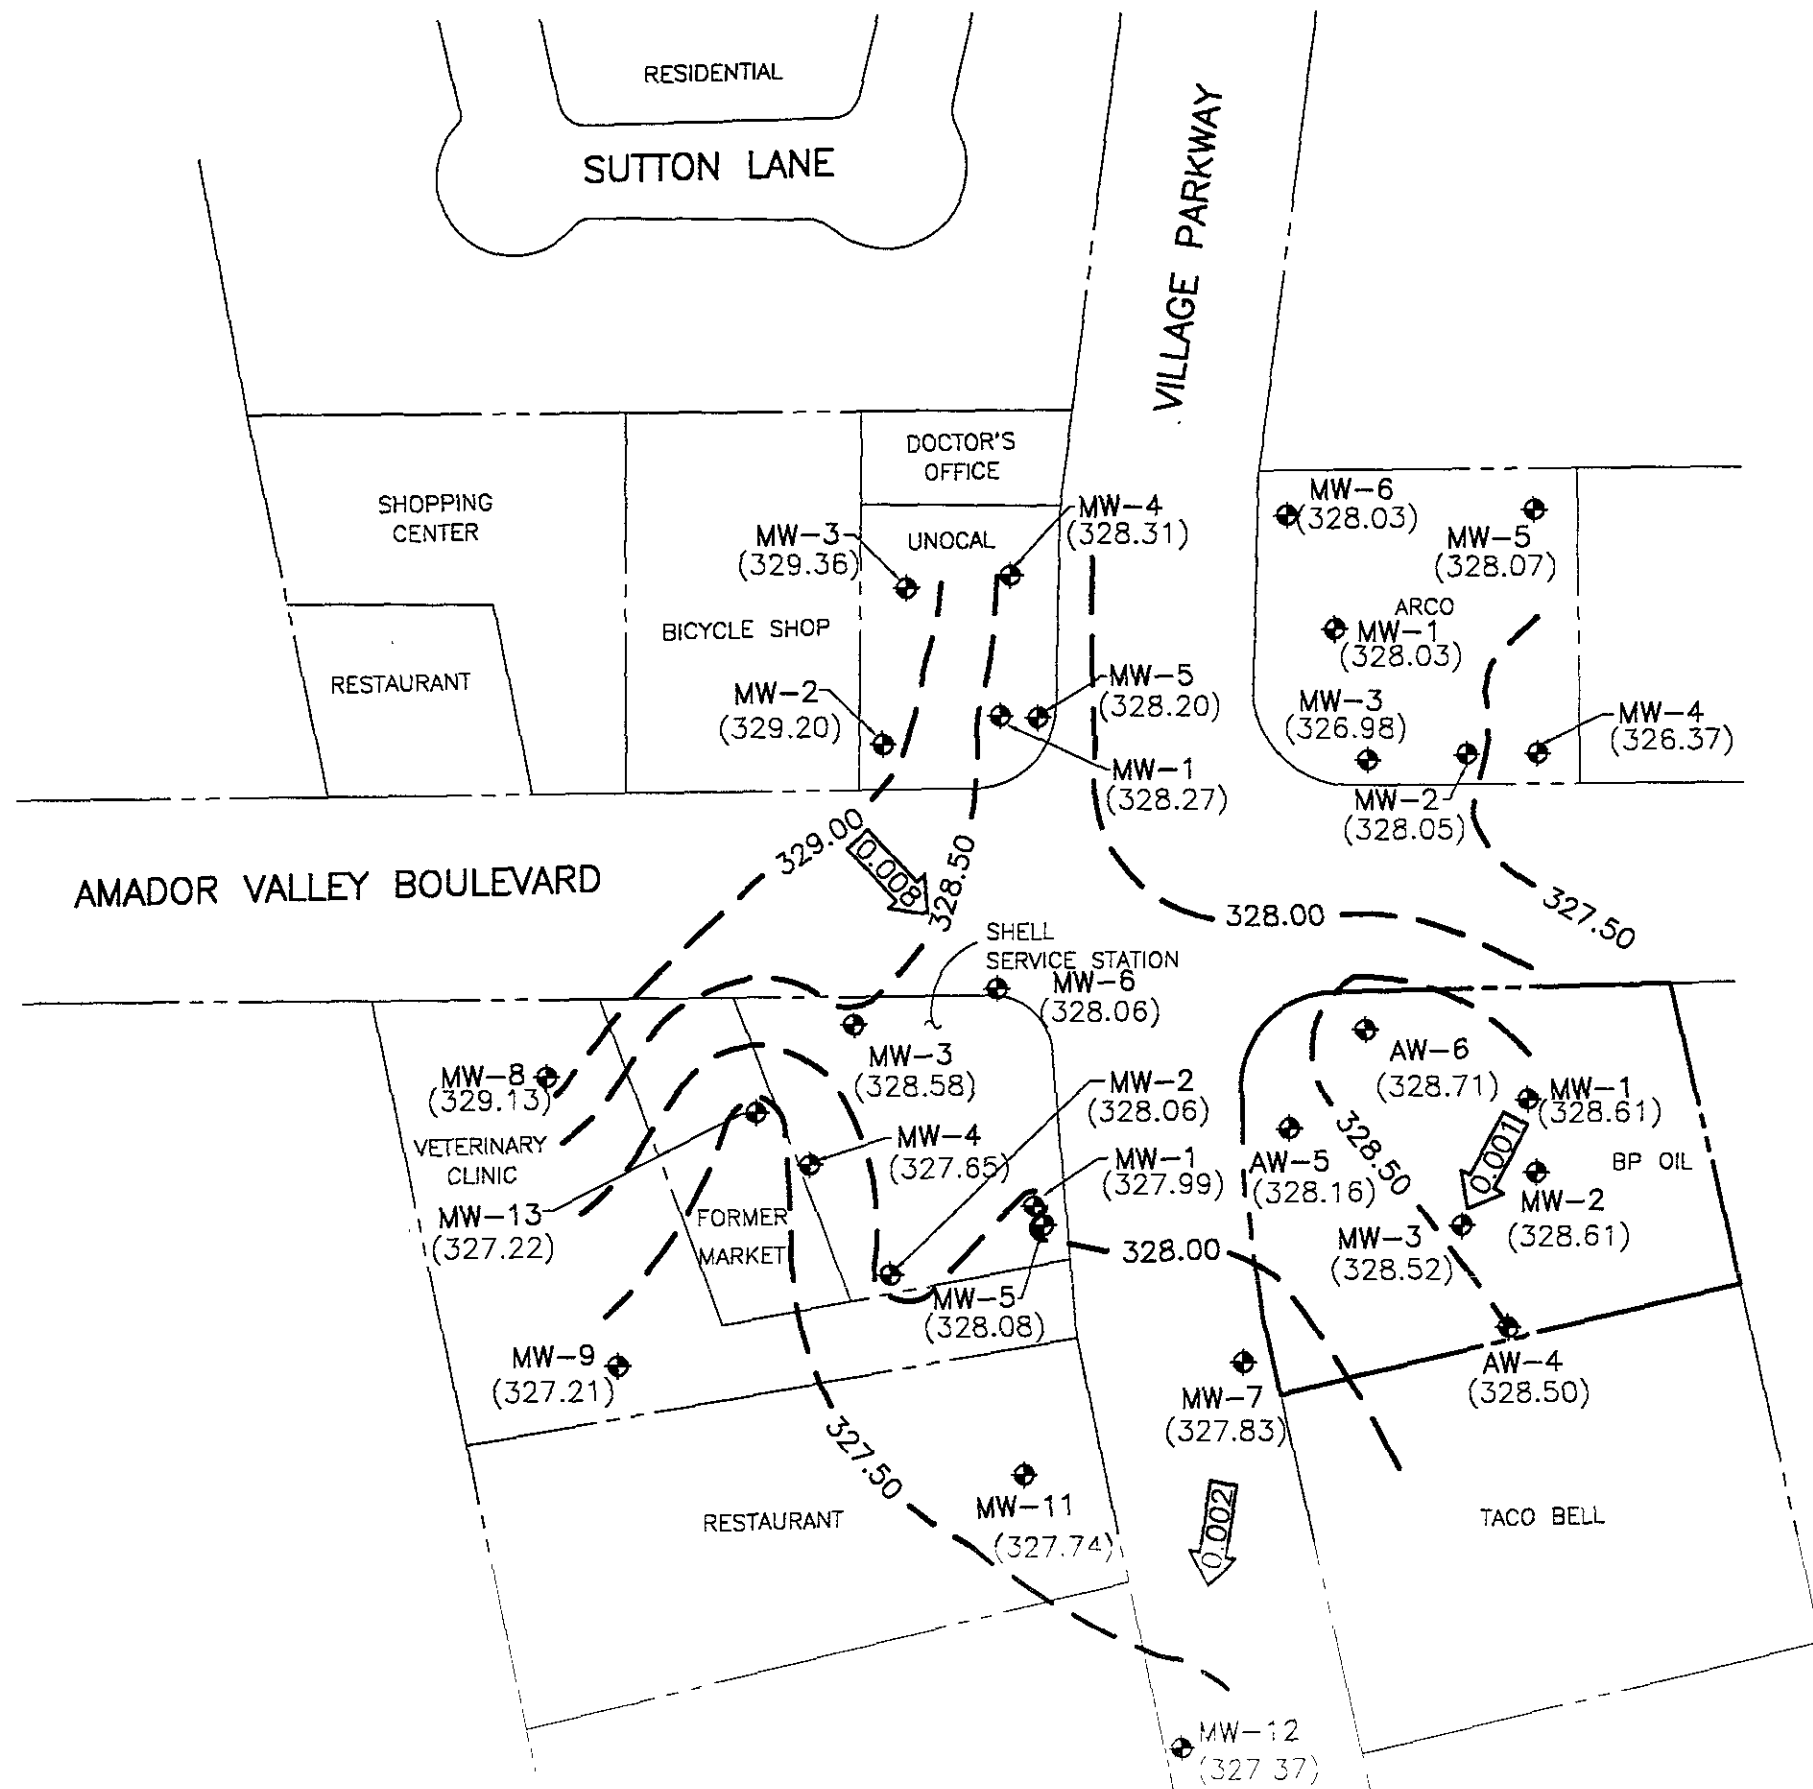 RESIDENTIAL
SUTTON LANE
VILLAGE PARKWAY
DOCTOR'S
OFFICE
SHOPPING
CENTER
UNOCAL
MW-3
(329.36)
MW-4
(328.31)
MW-6
(328.03)
MW-5
(328.07)
ARCO
MW-1
(328.03)
BICYCLE SHOP
RESTAURANT
MW-2
(329.20)
MW-5
(328.20)
MW-3
(326.98)
MW-4
(326.37)
MW-1
(328.27)
MW-2
(328.05)
329.00
0.008
328.50
AMADOR VALLEY BOULEVARD
328.00
327.50
SHELL
SERVICE STATION
MW-6
(328.06)
MW-3
(328.58)
AW-6
(328.71)
MW-8
(329.13)
MW-2
(328.06)
MW-1
(328.61)
VETERINARY
CLINIC
MW-4
(327.65)
MW-1
(327.99)
328.50
0.001
AW-5
(328.16)
BP OIL
MW-13
(327.22)
FORMER
MARKET
MW-2
(328.61)
328.00
MW-3
(328.52)
MW-5
(328.08)
MW-9
(327.21)
AW-4
(328.50)
MW-7
(327.83)
327.50
RESTAURANT
MW-11
(327.74)
0.002
TACO BELL
MW-12
(327.37)